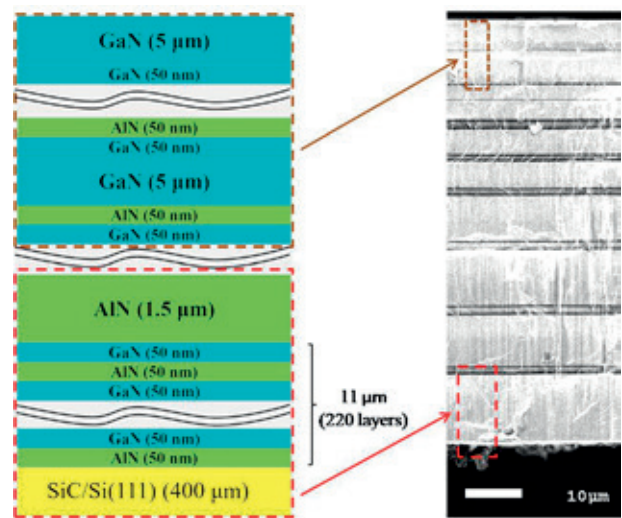 GaN (5 μm)
GaN (50 nm)
AlN (50 nm)
GaN (50 nm)
GaN (5 μm)
AlN (50 nm)
GaN (50 nm)
AlN (1.5 μm)
GaN (50 nm)
AlN (50 nm)
GaN (50 nm)
11 μm
(220 layers)
GaN (50 nm)
AlN (50 nm)
SiC/Si(111) (400 μm)
10μm